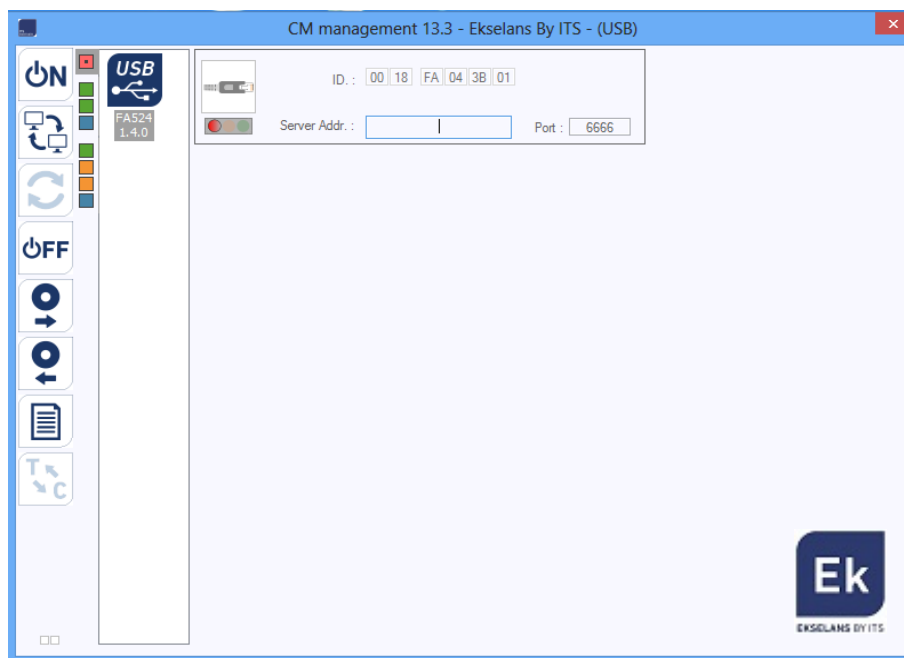 CM management 13.3 - Ekselans By ITS - (USB)
ON
USB
FA524
1.4.0
ID. : 00 18 FA 04 3B 01
Server Addr. : Port : 6666
OFF
T C
Ek
EKSELANS BY ITS